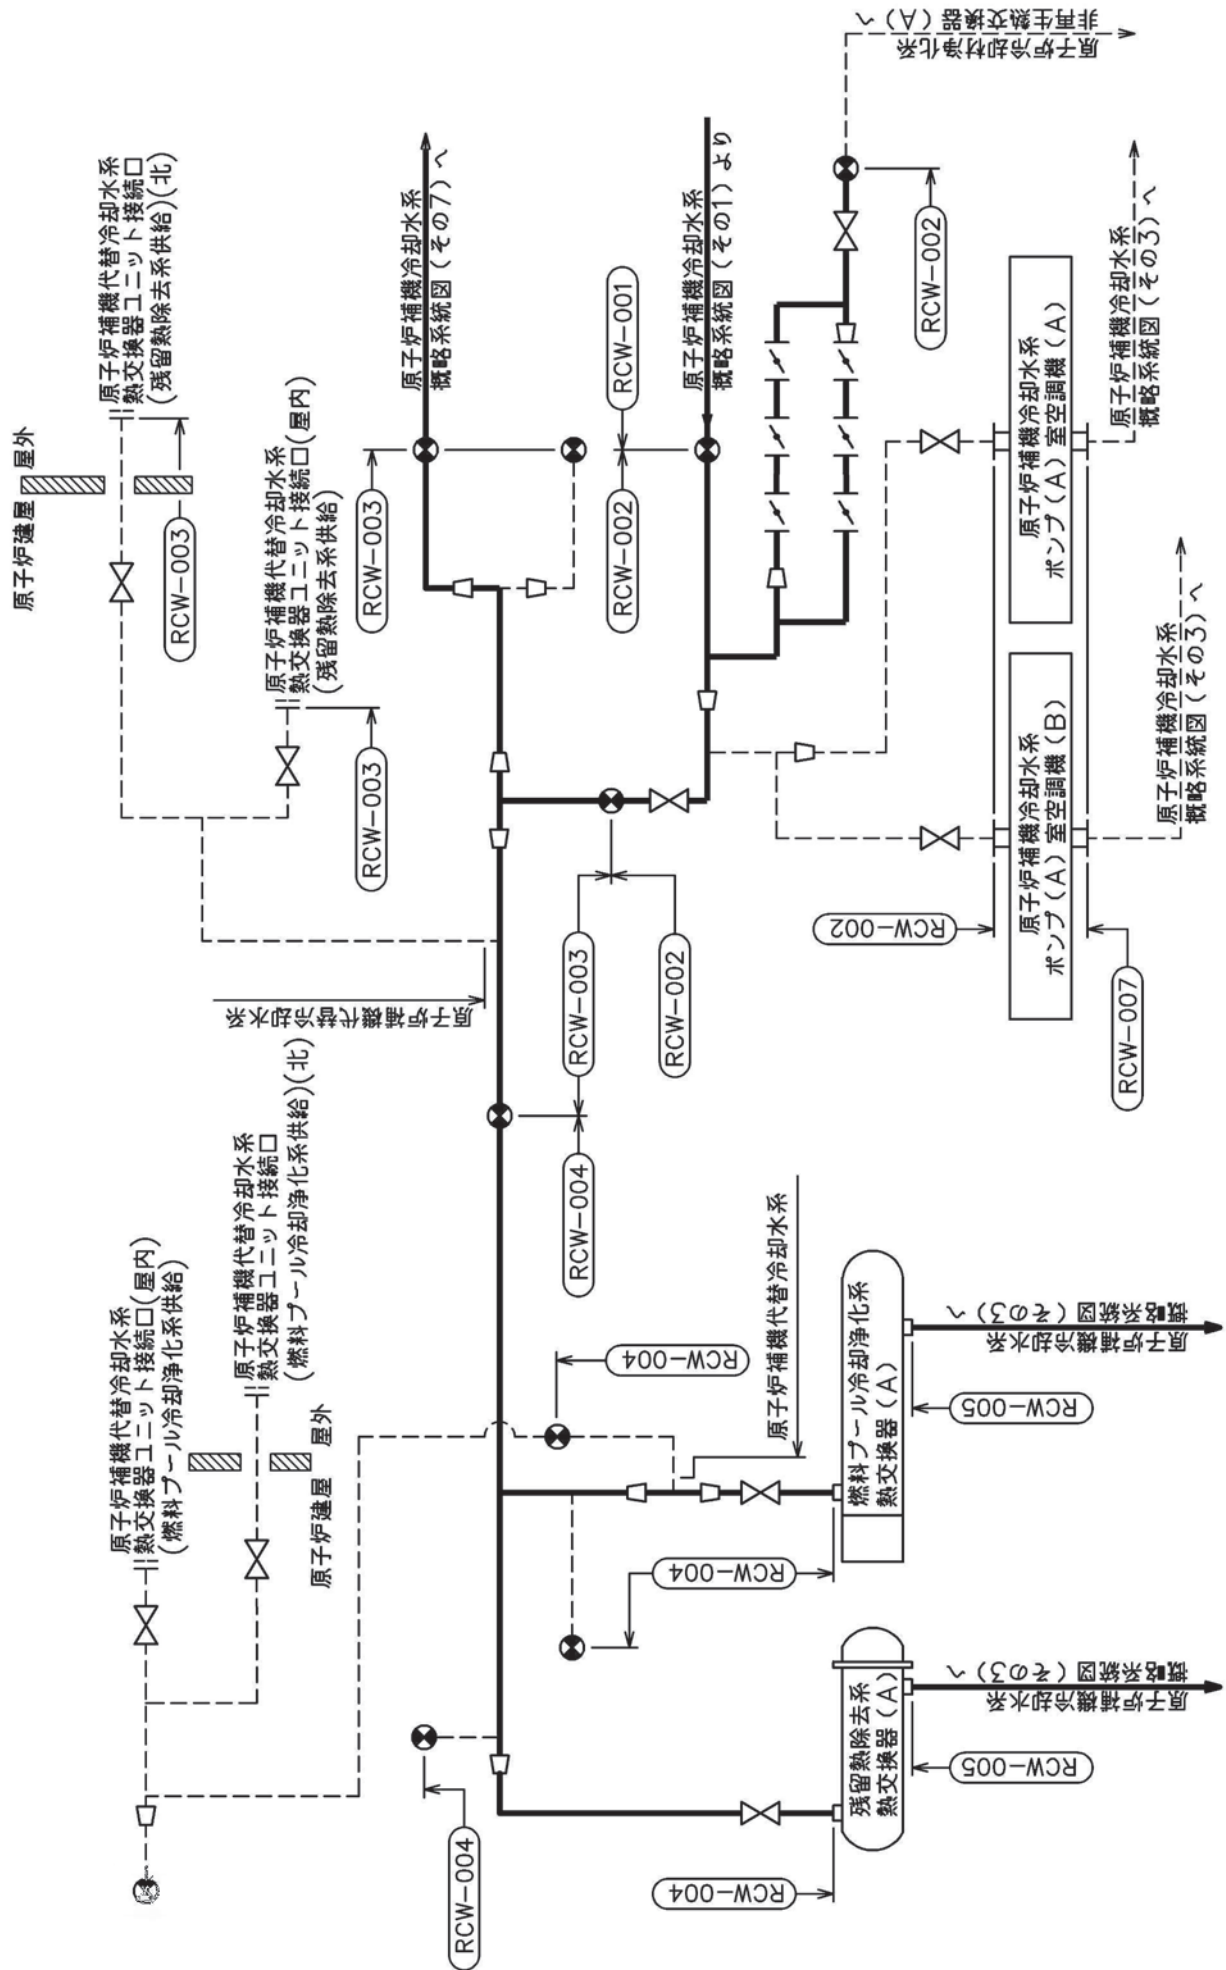 原子炉補機代替冷却水系
熱交換器ユニット接続口(屋内)
(燃料プール冷却浄化系供給)
原子炉補機代替冷却水系
熱交換器ユニット接続口
(燃料プール冷却浄化系供給)(北)
原子炉建屋
屋外
原子炉建屋
屋外
原子炉補機代替冷却水系
熱交換器ユニット接続口
(残留熱除去系供給)(北)
RCW-003
原子炉補機代替冷却水系
熱交換器ユニット接続口(屋内)
(残留熱除去系供給)
RCW-003
原子炉補機代替冷却水系
RCW-003
原子炉補機冷却水系
概略系統図(その7)へ
RCW-004
RCW-004
RCW-004
RCW-003
RCW-002
RCW-002
RCW-001
原子炉補機冷却水系
概略系統図(その1)より
RCW-004
RCW-004
RCW-004
原子炉補機代替冷却水系
残留熱除去系
熱交換器(A)
RCW-005
原子炉補機冷却水系
概略系統図(その3)へ
燃料プール冷却浄化系
熱交換器(A)
RCW-005
原子炉補機冷却水系
概略系統図(その3)へ
RCW-002
原子炉補機冷却水系
ポンプ(A)室空調機(B)
RCW-007
原子炉補機冷却水系
概略系統図(その3)へ
原子炉補機冷却水系
ポンプ(A)室空調機(A)
原子炉補機冷却水系
概略系統図(その3)へ
RCW-002
原子炉冷却材浄化系
非再生熱交換器(A)へ